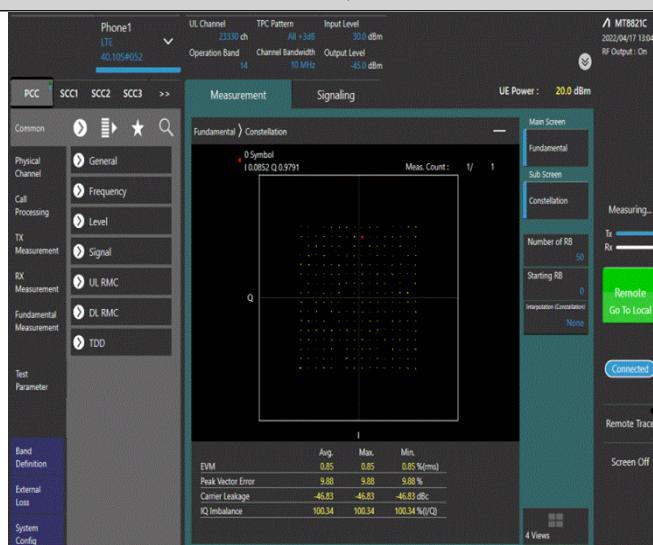 Phone1
LTE
40.10S#052
UL Channel
23330 ch
TPC Pattern
All +3dB
Input Level
30.0 dBm
Operation Band
14
Channel Bandwidth
10 MHz
Output Level
-45.0 dBm
MT8821C
2022/04/17 13:04
RF Output : On
PCC SCC1 SCC2 SCC3 >>
Measurement Signaling
UE Power : 20.0 dBm
Common
Physical
Channel
Call
Processing
TX
Measurement
RX
Measurement
Fundamental
Measurement
Test
Parameter
Band
Definition
External
Loss
System
Config
General
Frequency
Level
Signal
UL RMC
DL RMC
TDD
Fundamental Constellation
0 Symbol
I 0.0852 Q 0.9791 Meas. Count : 1/ 1
Q
I
Avg. Max. Min.
EVM 0.85 0.85 0.85 %(rms)
Peak Vector Error 9.88 9.88 9.88 %
Carrier Leakage -46.83 -46.83 -46.83 dBc
IQ Imbalance 100.34 100.34 100.34 %(I/Q)
Main Screen
Fundamental
Sub Screen
Constellation
Number of RB
50
Starting RB
0
Interpolation (Constellation)
None
4 Views
Measuring...
Tx
Rx
Remote
Go To Local
Connected
Remote Trace
Screen Off